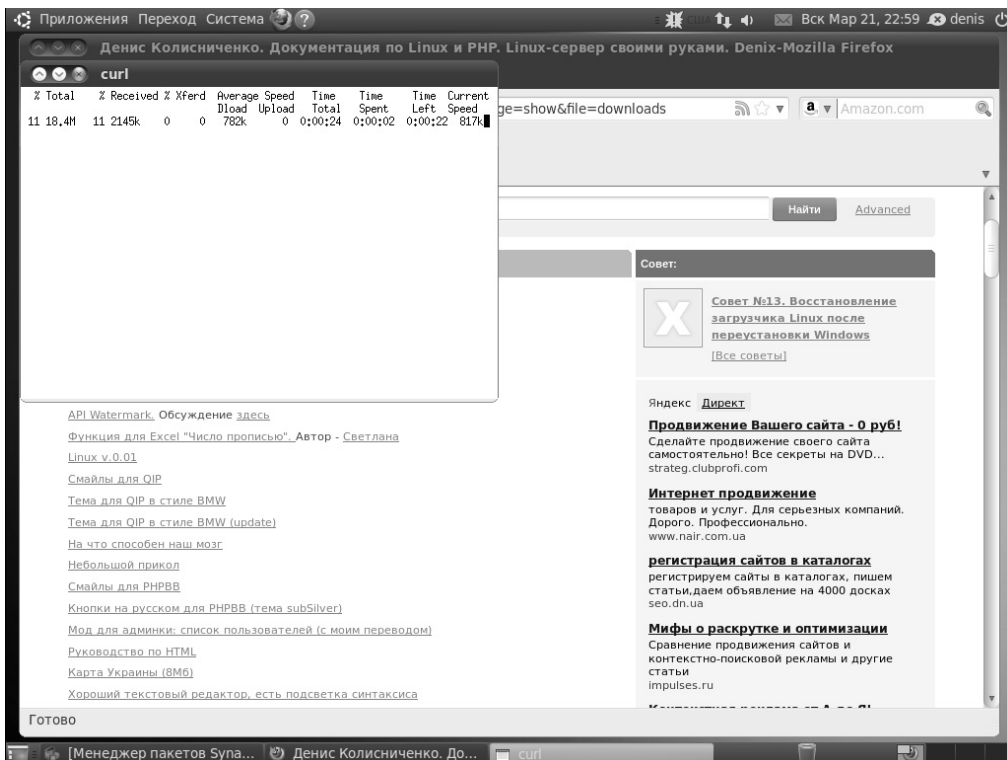 Приложения Переход Система
США Вск Мар 21, 22:59 denis
Денис Колисниченко. Документация по Linux и PHP. Linux-сервер своими руками. Denix-Mozilla Firefox
curl
% Total % Received % Xferd Average Speed Time Time Time Current
Dload Upload Total Spent Left Speed
11 18,4M 11 2145k 0 0 782k 0 0:00:24 0:00:02 0:00:22 817k
ge=show&file=downloads
a Amazon.com
Найти Advanced
Совет:
X
Совет №13. Восстановление
загрузчика Linux после
переустановки Windows
[Все советы]
API Watermark. Обсуждение здесь
Функция для Excel "Число прописью". Автор - Светлана
Linux v.0.01
Смайлы для QIP
Тема для QIP в стиле BMW
Тема для QIP в стиле BMW (update)
На что способен наш мозг
Небольшой прикол
Смайлы для PHPBB
Кнопки на русском для PHPBB (тема subSilver)
Мод для админки: список пользователей (с моим переводом)
Руководство по HTML
Карта Украины (8Мб)
Хороший текстовый редактор, есть подсветка синтаксиса
Яндекс Директ
Продвижение Вашего сайта - 0 руб!
Сделайте продвижение своего сайта
самостоятельно! Все секреты на DVD...
strateg.clubprofi.com
Интернет продвижение
товаров и услуг. Для серьезных компаний.
Дорого. Профессионально.
www.nair.com.ua
регистрация сайтов в каталогах
регистрируем сайты в каталогах, пишем
статьи,даем объявление на 4000 досках
seo.dn.ua
Мифы о раскрутке и оптимизации
Сравнение продвижения сайтов и
контекстно-поисковой рекламы и другие
статьи
impulses.ru
Готово
[Менеджер пакетов Syna... Денис Колисниченко. До... curl